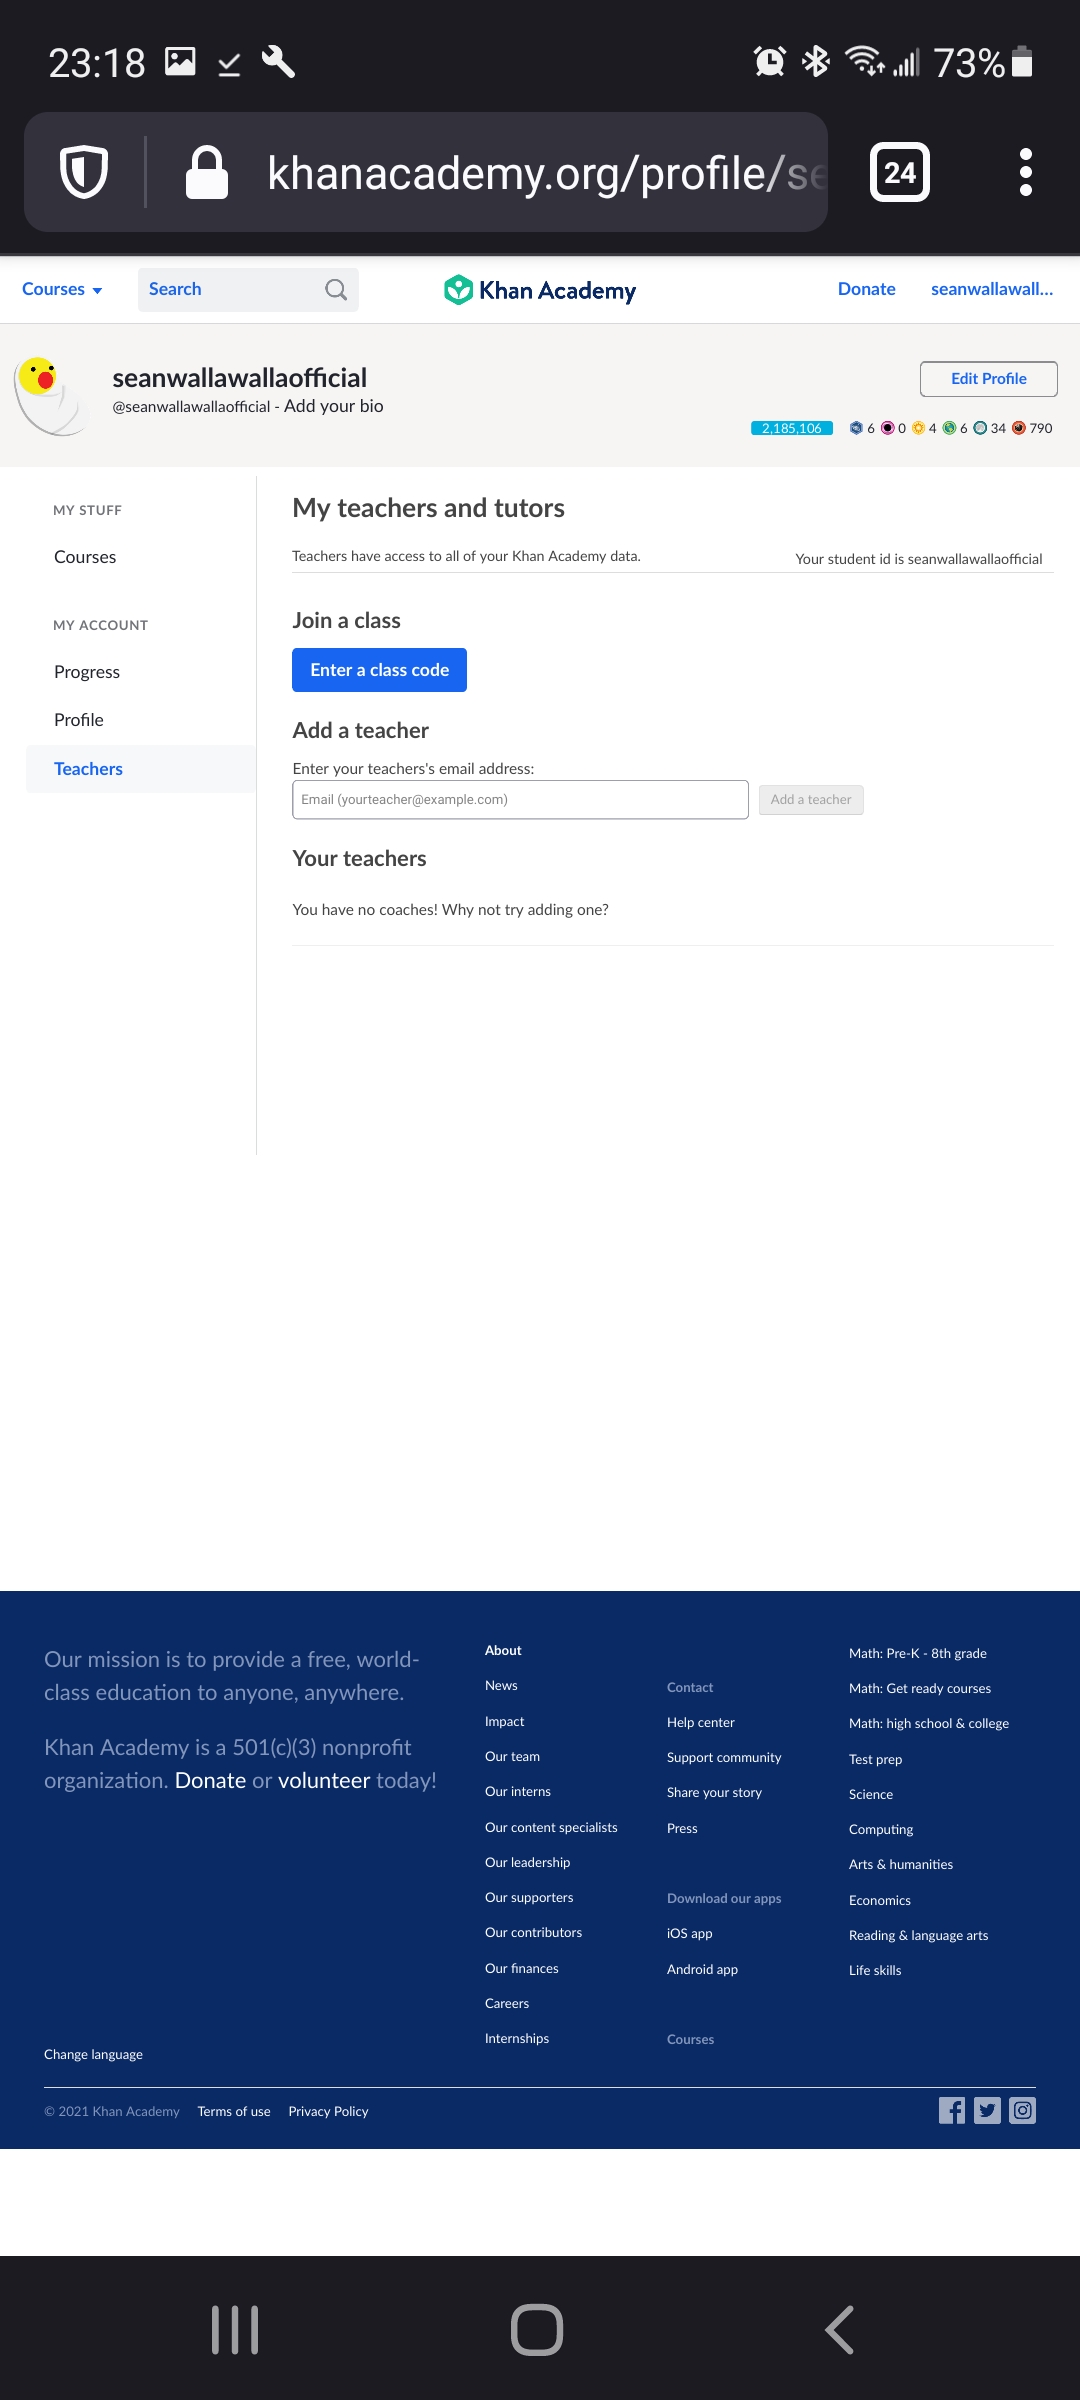 23:18
73%
khanacademy.org/profile/se
24
Courses
Search
Khan Academy
Donate
seanwallawall...
seanwallawallaofficial
@seanwallawallaofficial - Add your bio
Edit Profile
2,185,106 6 0 4 6 34 790
MY STUFF
Courses
MY ACCOUNT
Progress
Profile
Teachers
My teachers and tutors
Teachers have access to all of your Khan Academy data.
Your student id is seanwallawallaofficial
Join a class
Enter a class code
Add a teacher
Enter your teachers's email address:
Email (yourteacher@example.com)
Add a teacher
Your teachers
You have no coaches! Why not try adding one?
Our mission is to provide a free, world-
class education to anyone, anywhere.
Khan Academy is a 501(c)(3) nonprofit
organization. Donate or volunteer today!
About
News
Impact
Our team
Our interns
Our content specialists
Our leadership
Our supporters
Our contributors
Our finances
Careers
Internships
Contact
Help center
Support community
Share your story
Press
Download our apps
iOS app
Android app
Courses
Math: Pre-K - 8th grade
Math: Get ready courses
Math: high school & college
Test prep
Science
Computing
Arts & humanities
Economics
Reading & language arts
Life skills
Change language
© 2021 Khan Academy
Terms of use
Privacy Policy